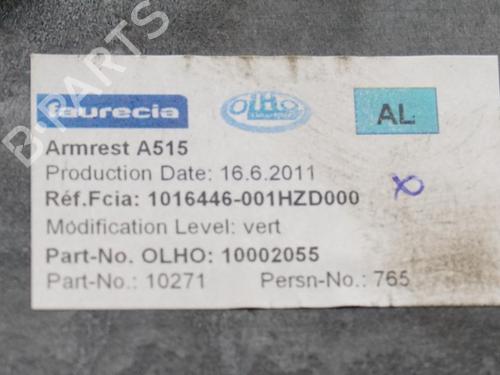 faurecia OLHO AL
Armrest A515
Production Date: 16.6.2011
Réf.Fcia: 1016446-001HZD000
Modification Level: vert
Part-No. OLHO: 10002055
Part-No.: 10271 Persn-No.: 765
B-PARTS